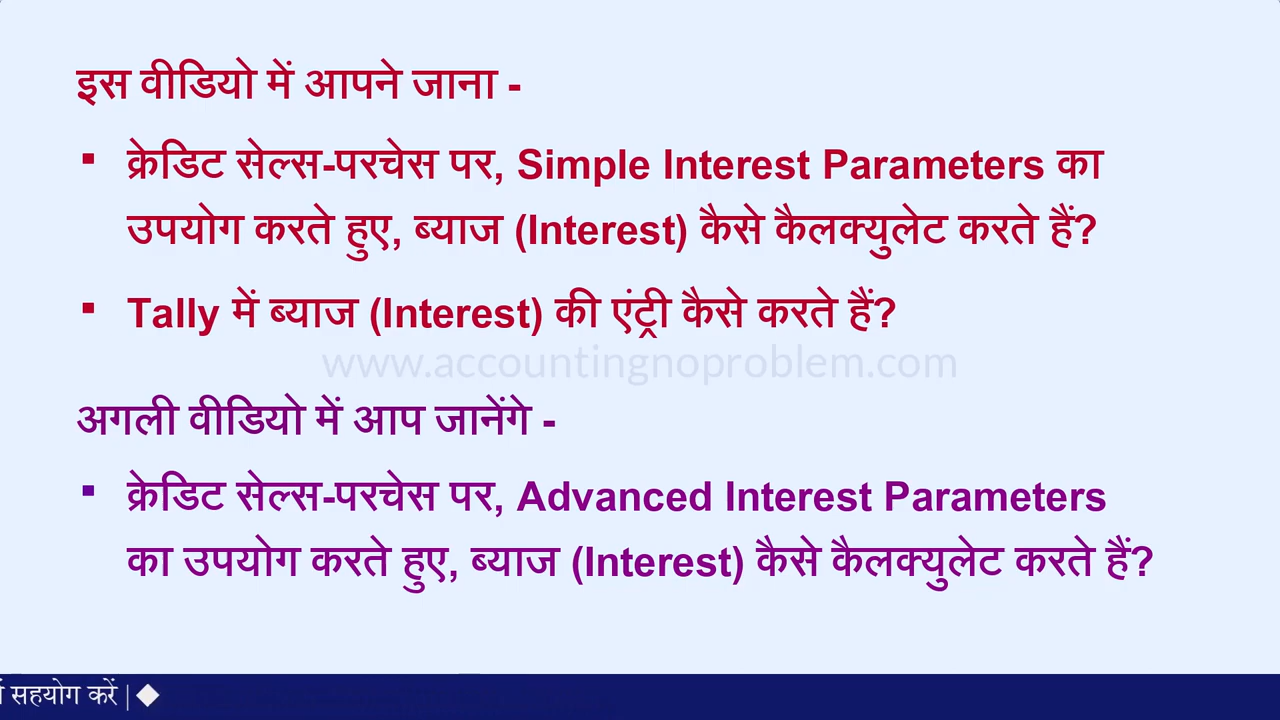 इस वीडियो में आपने जाना -
▪ क्रेडिट सेल्स-परचेस पर, Simple Interest Parameters का
उपयोग करते हुए, ब्याज (Interest) कैसे कैलक्युलेट करते हैं?
▪ Tally में ब्याज (Interest) की एंट्री कैसे करते हैं?
www.accountingnoproblem.com
अगली वीडियो में आप जानेंगे -
▪ क्रेडिट सेल्स-परचेस पर, Advanced Interest Parameters
का उपयोग करते हुए, ब्याज (Interest) कैसे कैलक्युलेट करते हैं?
सहयोग करें |◆